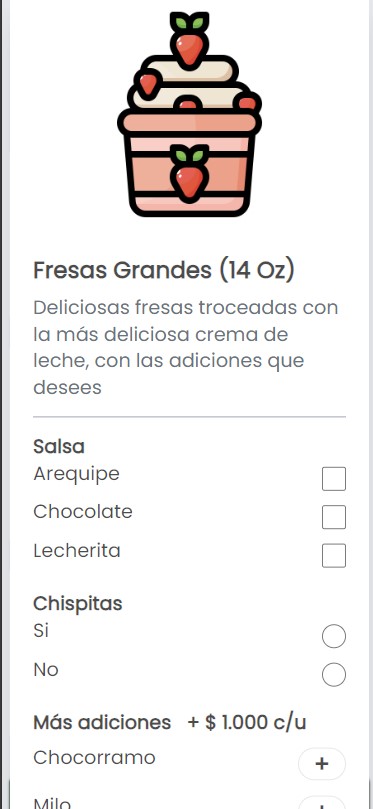 Fresas Grandes (14 Oz)
Deliciosas fresas troceadas con
la más deliciosa crema de
leche, con las adiciones que
desees
Salsa
Arequipe
Chocolate
Lecherita
Chispitas
Si
No
Más adiciones + $ 1.000 c/u
Chocorramo +
Milo +